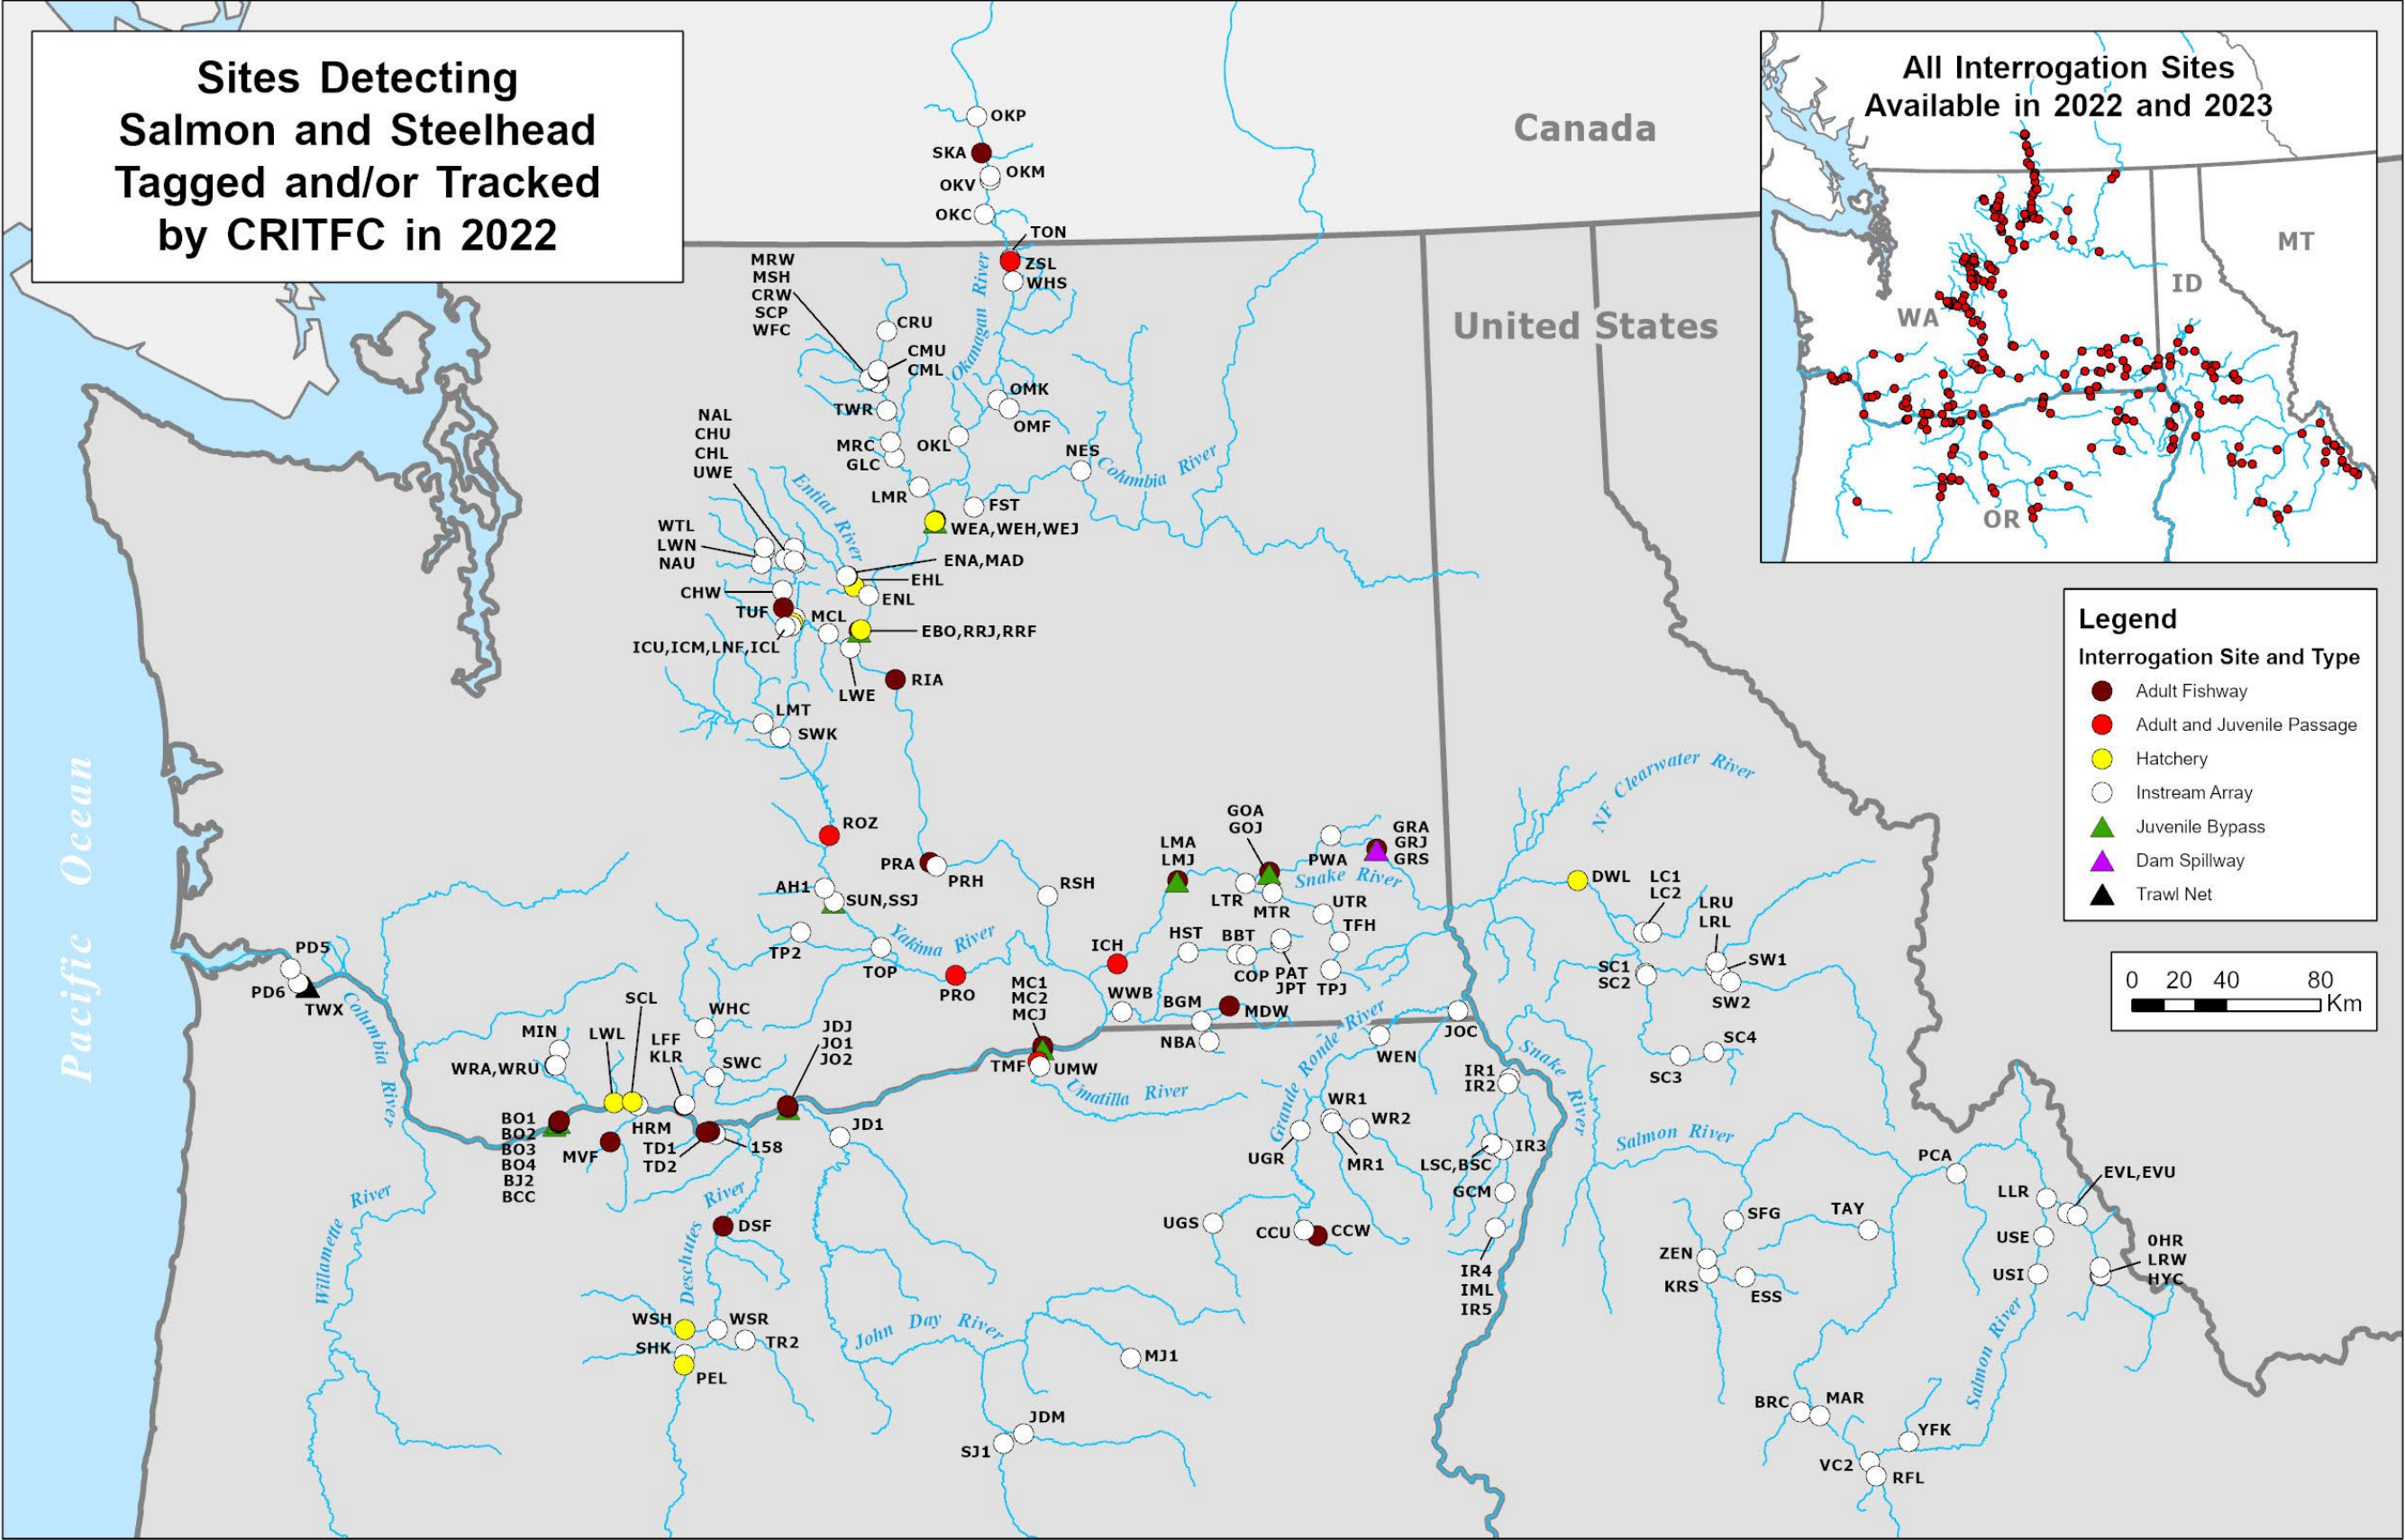 Sites Detecting
Salmon and Steelhead
Tagged and/or Tracked
by CRITFC in 2022
All Interrogation Sites
Available in 2022 and 2023
WA
ID
MT
OR
Canada
United States
Legend
Interrogation Site and Type
Adult Fishway
Adult and Juvenile Passage
Hatchery
Instream Array
Juvenile Bypass
Dam Spillway
Trawl Net
0 20 40 80
Km
Pacific Ocean
OKP
SKA
OKM
OKV
OKC
TON
ZSL
WHS
Okanagan River
MRW
MSH
CRW
SCP
WFC
CRU
CMU
CML
TWR
OMK
OMF
MRC
GLC
OKL
NES
Columbia River
LMR
FST
WEA,WEH,WEJ
NAL
CHU
CHL
UWE
Entiat River
WTL
LWN
NAU
ENA,MAD
EHL
ENL
CHW
TUF
MCL
EBO,RRJ,RRF
ICU,ICM,LNF,ICL
LWE
RIA
LMT
SWK
ROZ
PRA
PRH
RSH
AH1
SUN,SSJ
TP2
TOP
Yakima River
PRO
LMA
LMJ
GOA
GOJ
GRA
GRJ
GRS
PWA
Snake River
LTR
MTR
UTR
TFH
ICH
HST
BBT
COP
PAT
JPT
TPJ
WWB
BGM
MDW
NBA
MC1
MC2
MCJ
TMF
UMW
Umatilla River
PD5
PD6
TWX
Columbia River
MIN
WRA,WRU
LWL
SCL
LFF
KLR
WHC
SWC
JDJ
JO1
JO2
BO1
BO2
BO3
BO4
BJ2
BCC
MVF
HRM
TD1
TD2
158
JD1
Willamette River
Deschutes River
DSF
WSH
WSR
SHK
TR2
PEL
John Day River
MJ1
JDM
SJ1
NF Clearwater River
DWL
LC1
LC2
LRU
LRL
SC1
SC2
SW1
SW2
SC4
SC3
JOC
WEN
Grande Ronde River
Snake River
IR1
IR2
WR1
WR2
UGR
MR1
LSC,BSC
IR3
GCM
UGS
CCU
CCW
IR4
IML
IR5
Salmon River
PCA
EVL,EVU
LLR
SFG
TAY
USE
0HR
LRW
HYC
ZEN
USI
KRS
ESS
Salmon River
BRC
MAR
YFK
VC2
RFL